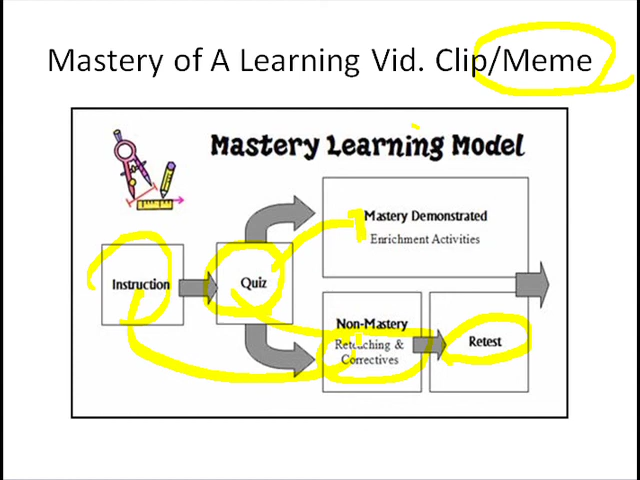 Mastery of A Learning Vid. Clip/Meme
Mastery Learning Model
Mastery Demonstrated
Enrichment Activities
Instruction
Quiz
Non-Mastery
Reteaching &
Correctives
Retest